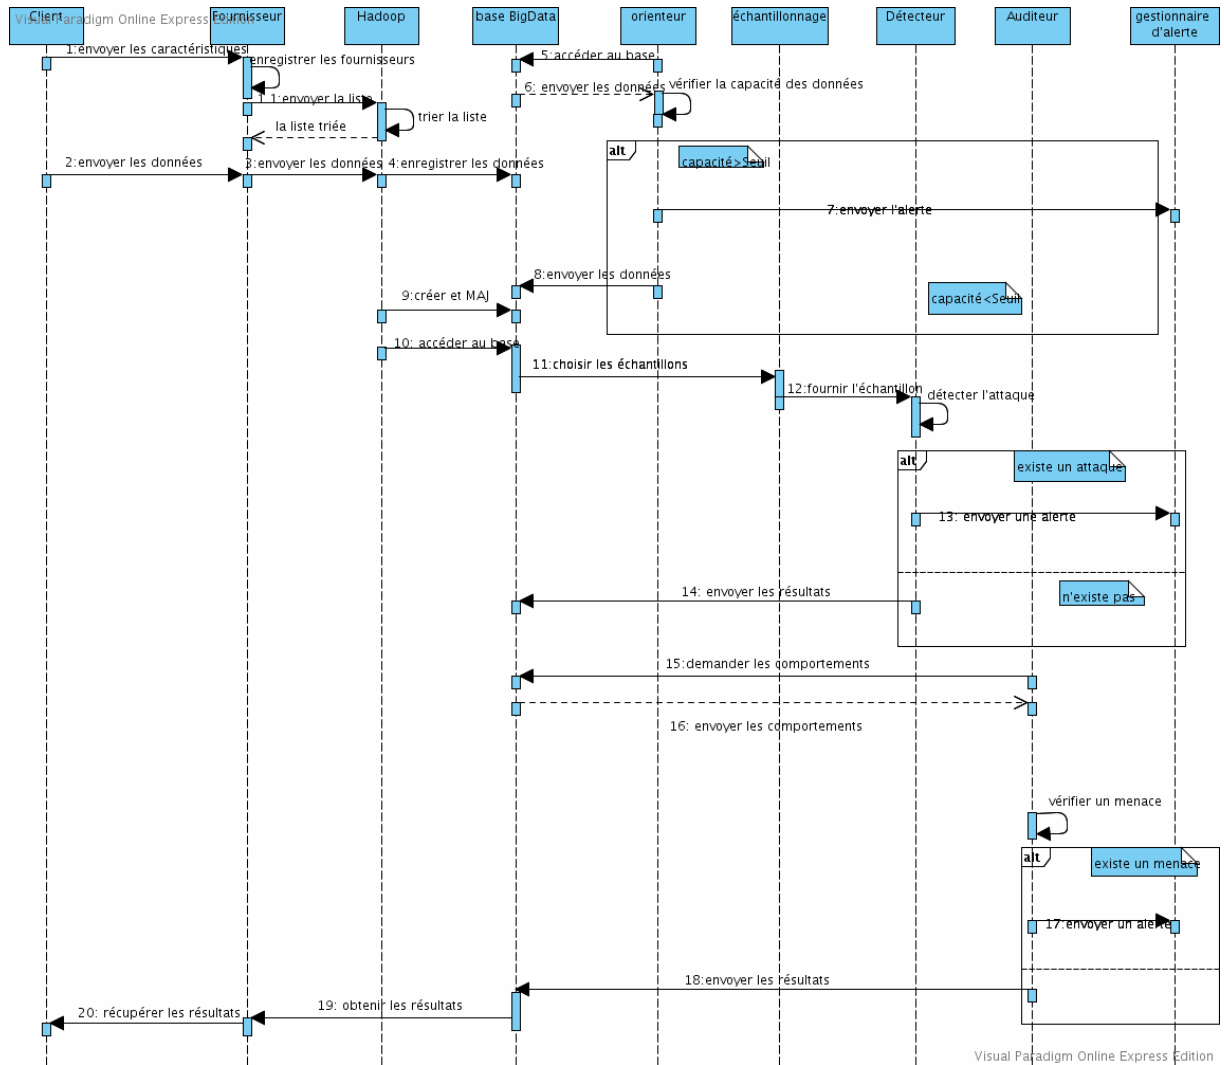 Visual Paradigm Online Express Edition
Client
Fournisseur
Hadoop
base BigData
orienteur
échantillonnage
Détecteur
Auditeur
gestionnaire
d'alerte
1:envoyer les caractéristiques
enregistrer les fournisseurs
5:accéder au base
6: envoyer les données
vérifier la capacité des données
1.1:envoyer la liste
trier la liste
la liste triée
alt
capacité>Seuil
2:envoyer les données
3:envoyer les données
4:enregistrer les données
7:envoyer l'alerte
8:envoyer les données
9:créer et MAJ
capacité<Seuil
10: accéder au base
11:choisir les échantillons
12:fournir l'échantillon
détecter l'attaque
alt
existe un attaque
13: envoyer une alerte
14: envoyer les résultats
n'existe pas
15:demander les comportements
16: envoyer les comportements
vérifier un menace
alt
existe un menace
17:envoyer un alerte
18:envoyer les résultats
19: obtenir les résultats
20: récupérer les résultats
Visual Paradigm Online Express Edition